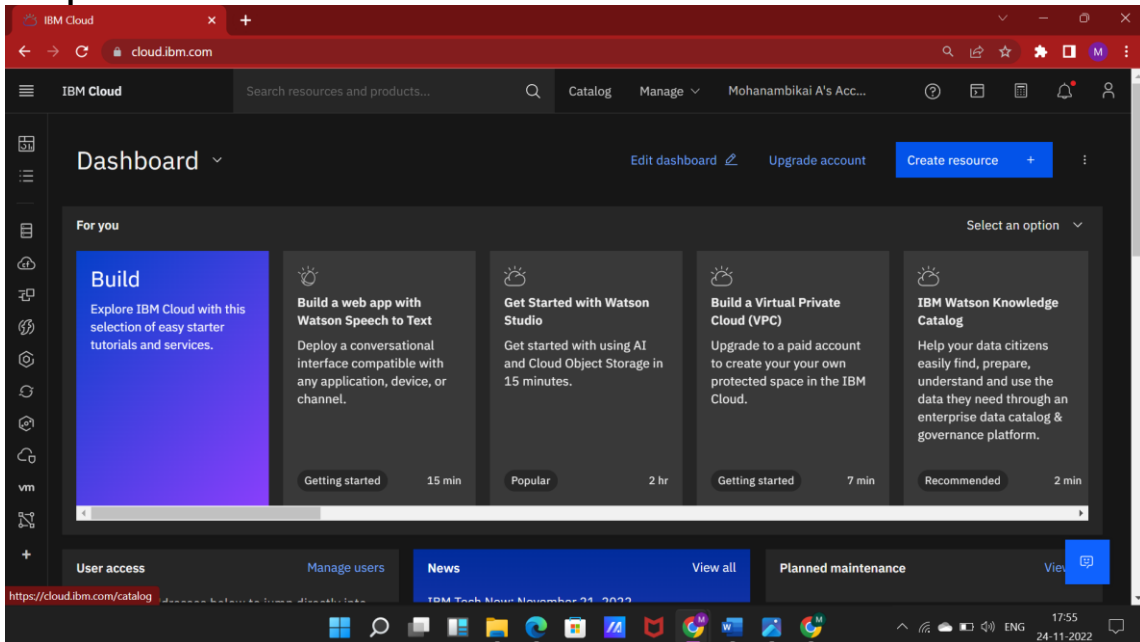 IBM Cloud
cloud.ibm.com
M
IBM Cloud
Search resources and products...
Catalog
Manage
Mohanambikai A's Acc...
Dashboard
Edit dashboard
Upgrade account
Create resource +
For you
Select an option
Build
Explore IBM Cloud with this
selection of easy starter
tutorials and services.
Build a web app with
Watson Speech to Text
Deploy a conversational
interface compatible with
any application, device, or
channel.
Getting started 15 min
Get Started with Watson
Studio
Get started with using AI
and Cloud Object Storage in
15 minutes.
Popular 2 hr
Build a Virtual Private
Cloud (VPC)
Upgrade to a paid account
to create your your own
protected space in the IBM
Cloud.
Getting started 7 min
IBM Watson Knowledge
Catalog
Help your data citizens
easily find, prepare,
understand and use the
data they need through an
enterprise data catalog &
governance platform.
Recommended 2 min
vm
User access
Manage users
News
View all
Planned maintenance
https://cloud.ibm.com/catalog
IBM Tech Now: November 21, 2022
ENG
17:55
24-11-2022